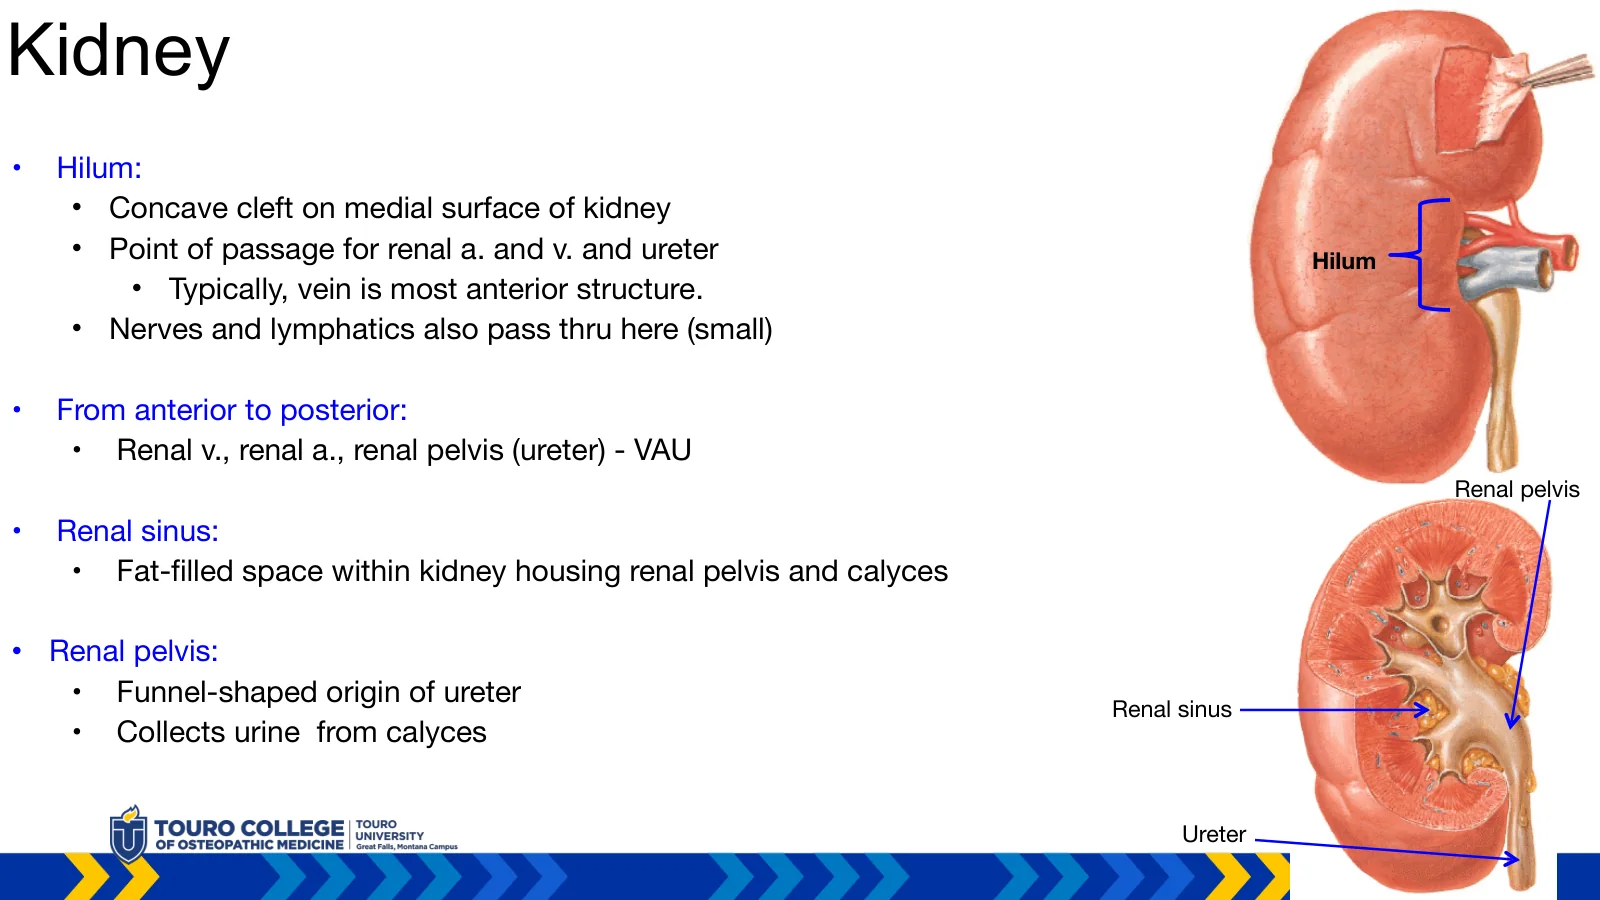 Kidney
• Hilum:
• Concave cleft on medial surface of kidney
• Point of passage for renal a. and v. and ureter
• Typically, vein is most anterior structure.
• Nerves and lymphatics also pass thru here (small)
• From anterior to posterior:
• Renal v., renal a., renal pelvis (ureter) - VAU
• Renal sinus:
• Fat-filled space within kidney housing renal pelvis and calyces
• Renal pelvis:
• Funnel-shaped origin of ureter
• Collects urine  from calyces
Hilum
Renal pelvis
Renal sinus
Ureter
TOURO COLLEGE
OF OSTEOPATHIC MEDICINE
TOURO
UNIVERSITY
Great Falls, Montana Campus